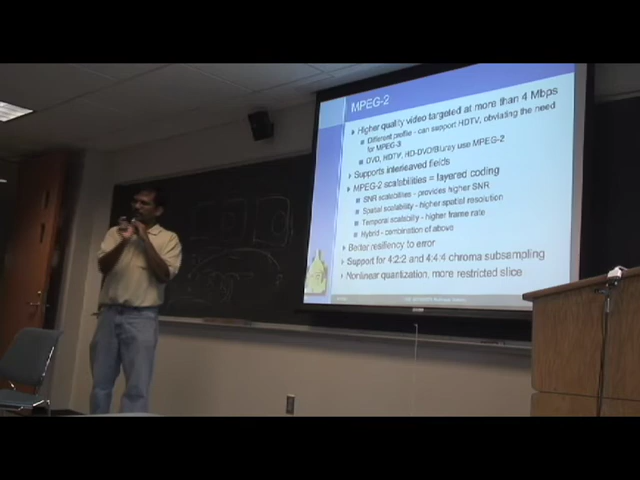 MPEG-2
Higher quality video targeted at more than 4 Mbps
Different profile - can support HDTV, obviating the need
for MPEG-3
DVD, HDTV, HD-DVD/Bluray use MPEG-2
Supports interleaved fields
MPEG-2 scalebilities = layered coding
SNR scalebilities - provides higher SNR
Spatial scalability - higher spatial resolution
Temporal scalability - higher frame rate
Hybrid - combination of above
Better resiliency to error
Support for 4:2:2 and 4:4:4 chroma subsampling
Nonlinear quantization, more restricted slice